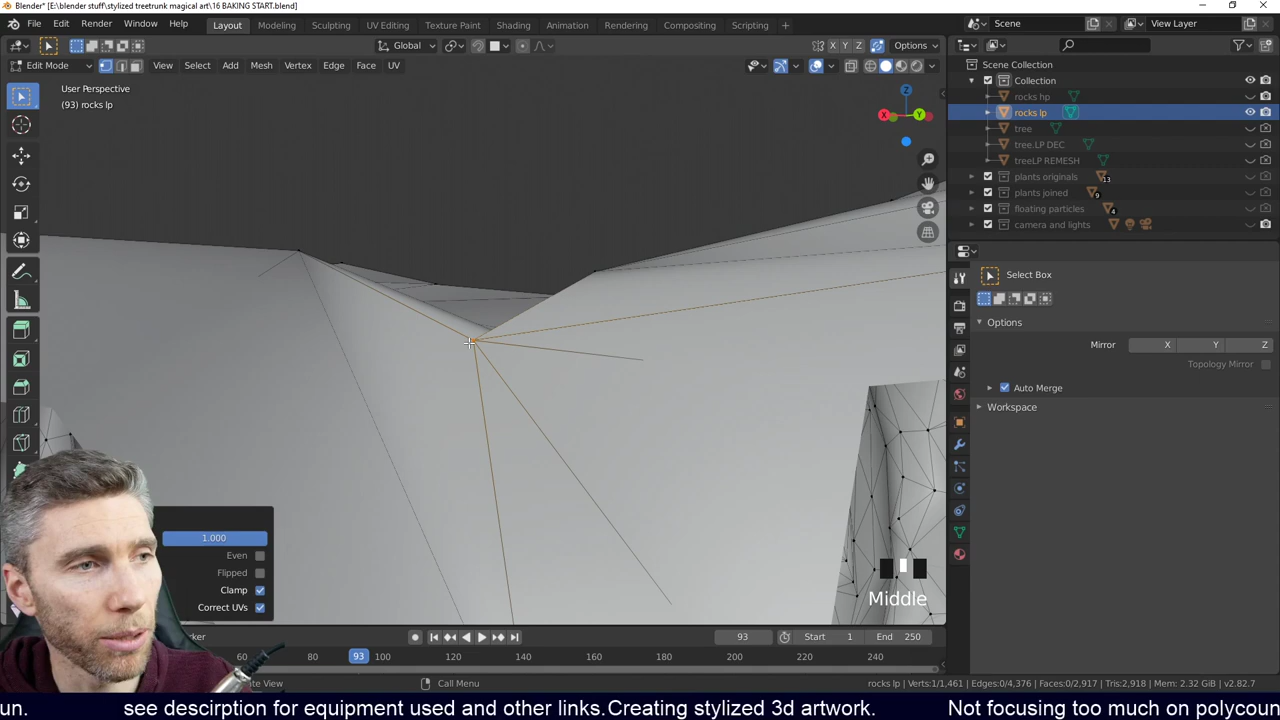 Blender* [E:\blender stuff\stylized treetrunk magical art\16 BAKING START.blend]
File Edit Render Window Help Layout Modeling Sculpting UV Editing Texture Paint Shading Animation Rendering Compositing Scripting Scene View Layer
Global X Y Z Options
Edit Mode View Select Add Mesh Vertex Edge Face UV
Scene Collection
Collection
rocks hp
rocks lp
tree
tree.LP DEC
treeLP REMESH
plants originals 13
plants joined 9
floating particles 4
camera and lights
User Perspective
(93) rocks lp
Z
X Y
Select Box
Options
Mirror X Y Z
Topology Mirror
Auto Merge
Workspace
1.000
Even
Flipped
Clamp
Correct UVs
Middle
93 Start 1 End 250
60 80 93 100 120 140 160 180 200 220 240
Call Menu
rocks lp | Verts:1/1,461 | Edges:0/4,376 | Faces:0/2,917 | Tris:2,918 | Mem: 2.32 GiB | v2.82.7
un. see descirption for equipment used and other links.Creating stylized 3d artwork. Not focusing too much on polycoun